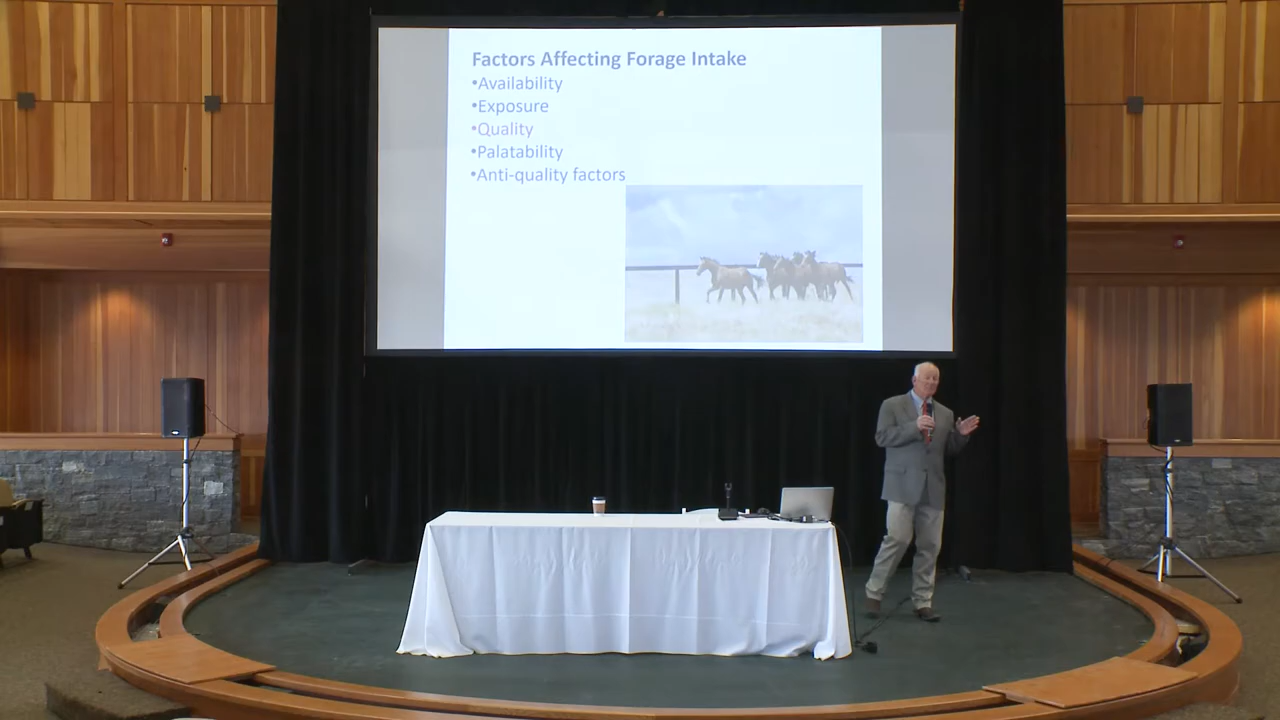 Factors Affecting Forage Intake
•Availability
•Exposure
•Quality
•Palatability
•Anti-quality factors